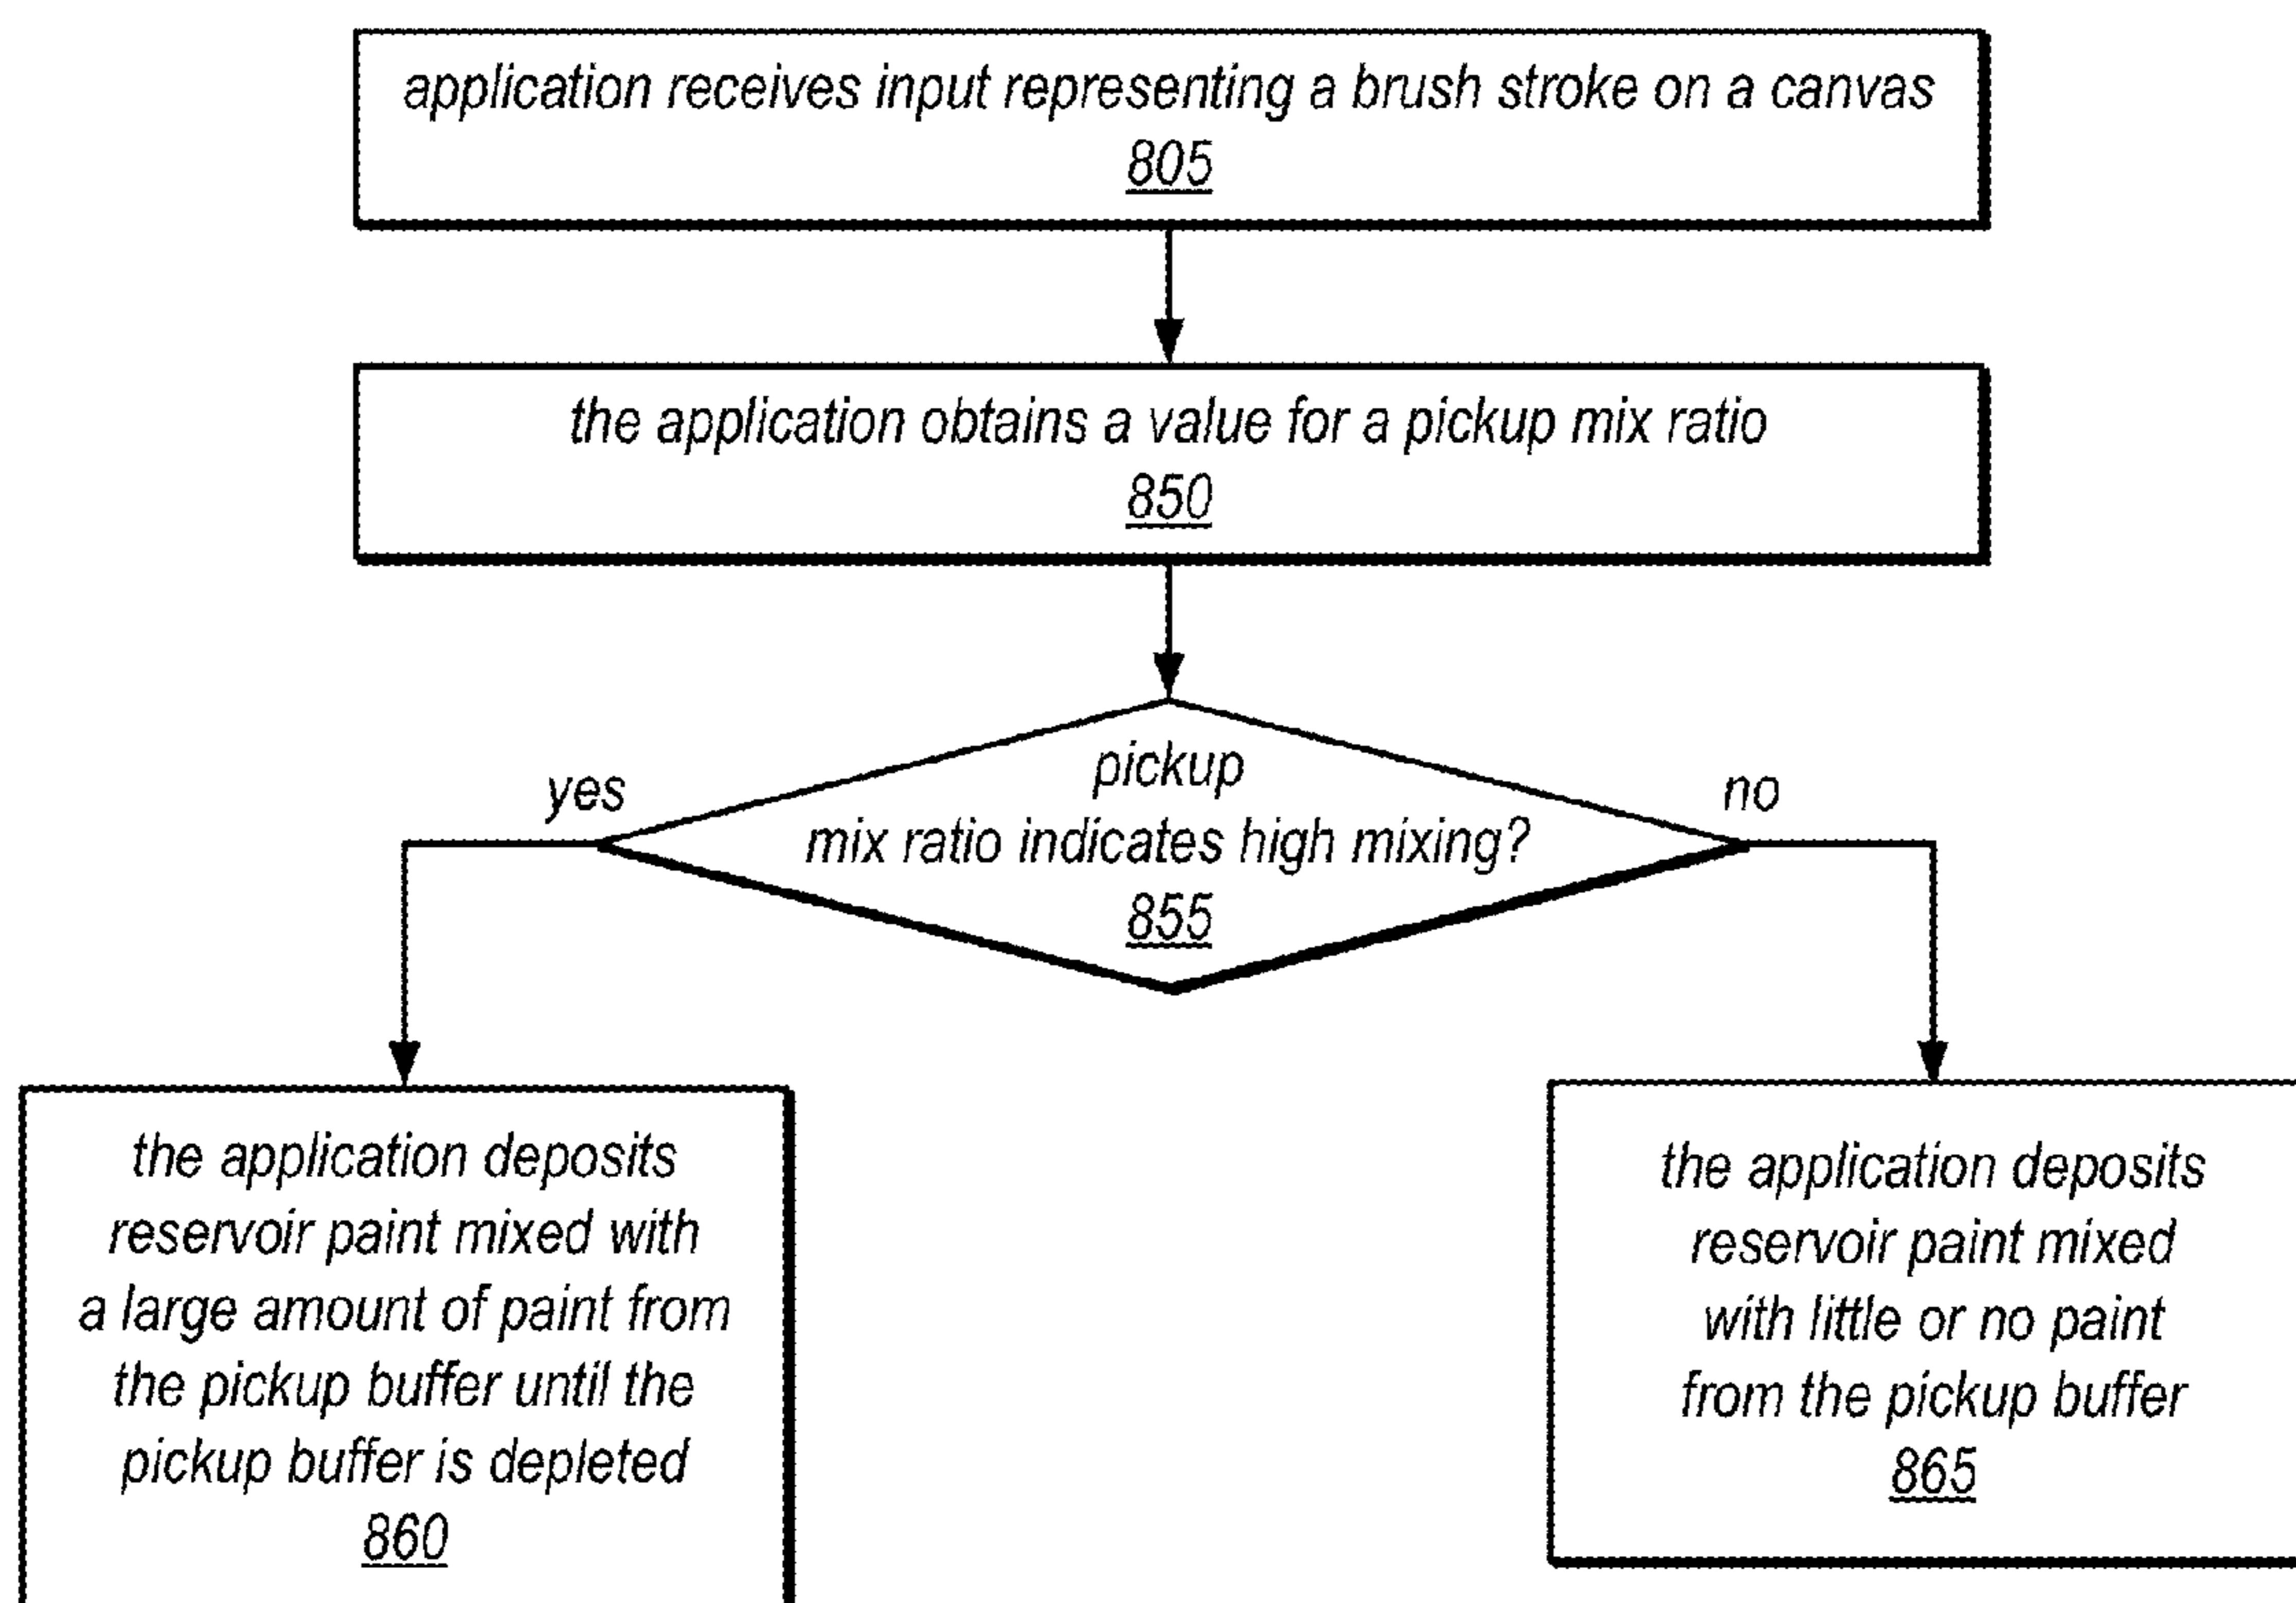 application receives input representing a brush stroke on a canvas
805
the application obtains a value for a pickup mix ratio
850
yes
no
pickup
mix ratio indicates high mixing?
855
the application deposits
reservoir paint mixed with
a large amount of paint from
the pickup buffer until the
pickup buffer is depleted
860
the application deposits
reservoir paint mixed
with little or no paint
from the pickup buffer
865